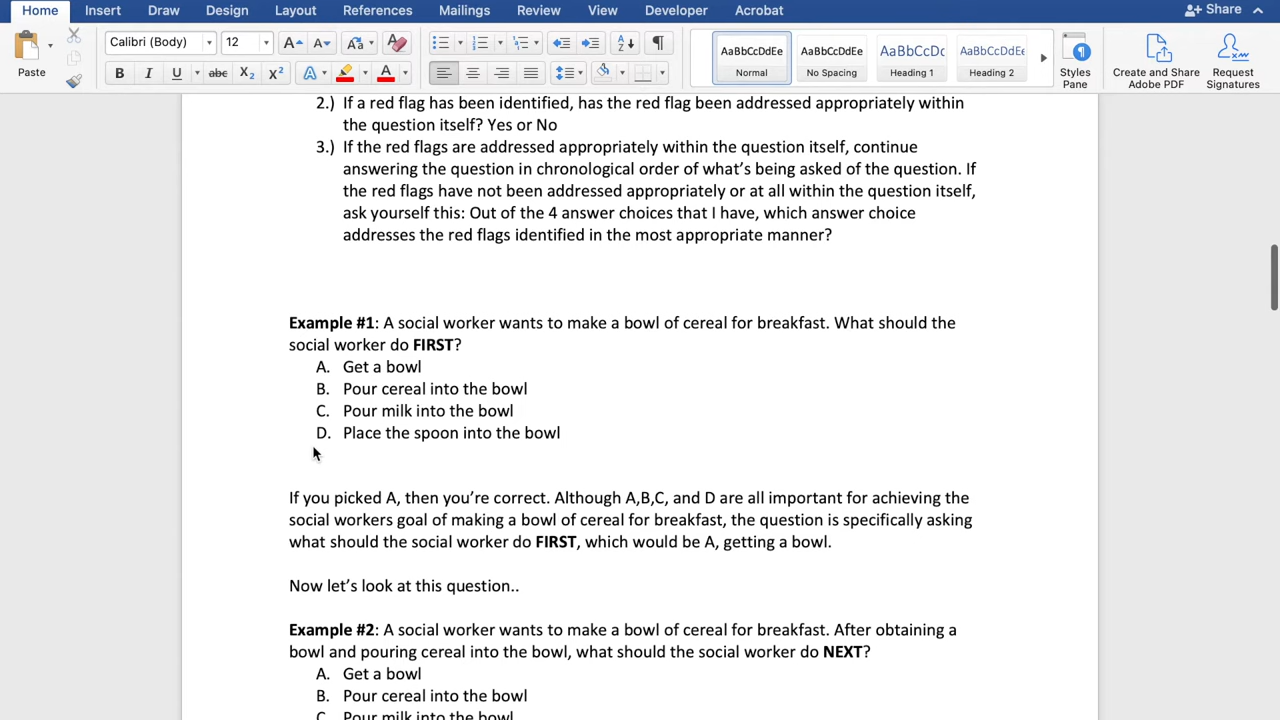 Home Insert Draw Design Layout References Mailings Review View Developer Acrobat Share
Calibri (Body) 12
Paste
AaBbCcDdEe AaBbCcDdEe AaBbCcDc AaBbCcDdEe
Normal No Spacing Heading 1 Heading 2
Styles Pane
Create and Share Adobe PDF
Request Signatures
2.) If a red flag has been identified, has the red flag been addressed appropriately within
the question itself? Yes or No
3.) If the red flags are addressed appropriately within the question itself, continue
answering the question in chronological order of what’s being asked of the question. If
the red flags have not been addressed appropriately or at all within the question itself,
ask yourself this: Out of the 4 answer choices that I have, which answer choice
addresses the red flags identified in the most appropriate manner?
Example #1: A social worker wants to make a bowl of cereal for breakfast. What should the
social worker do FIRST?
A. Get a bowl
B. Pour cereal into the bowl
C. Pour milk into the bowl
D. Place the spoon into the bowl
If you picked A, then you’re correct. Although A,B,C, and D are all important for achieving the
social workers goal of making a bowl of cereal for breakfast, the question is specifically asking
what should the social worker do FIRST, which would be A, getting a bowl.
Now let’s look at this question..
Example #2: A social worker wants to make a bowl of cereal for breakfast. After obtaining a
bowl and pouring cereal into the bowl, what should the social worker do NEXT?
A. Get a bowl
B. Pour cereal into the bowl
C. Pour milk into the bowl